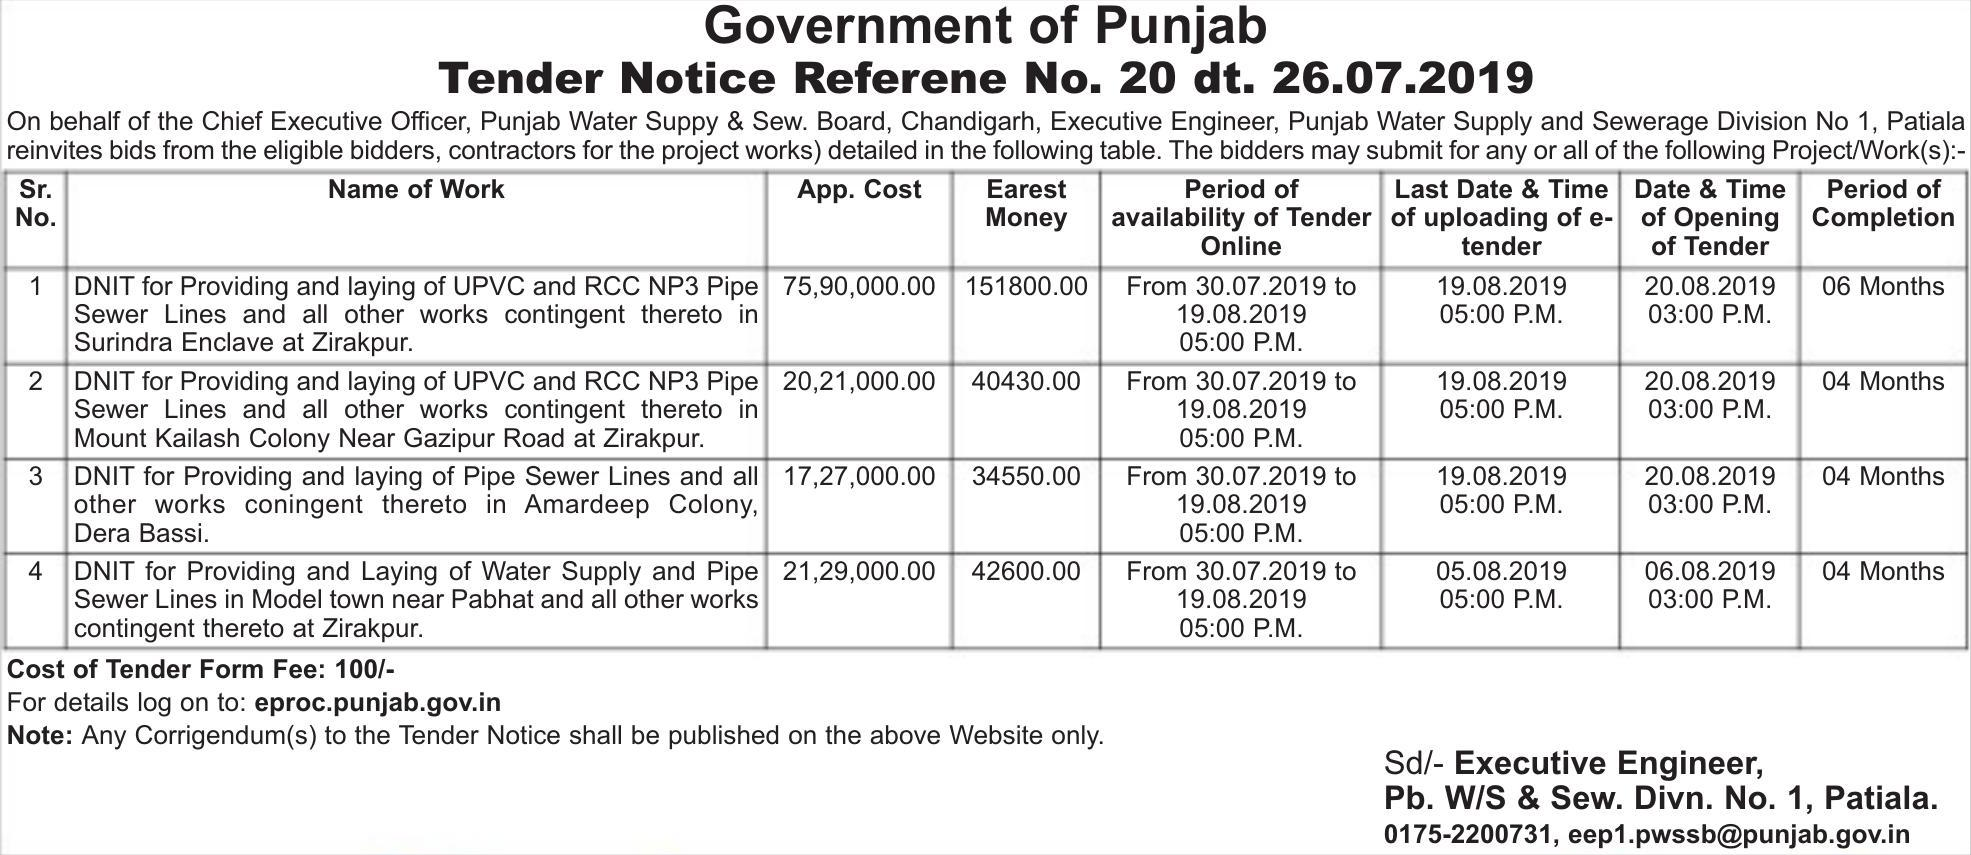 Government of Punjab
Tender Notice Referene No. 20 dt. 26.07.2019
On behalf of the Chief Executive Officer, Punjab Water Suppy & Sew. Board, Chandigarh, Executive Engineer, Punjab Water Supply and Sewerage Division No 1, Patiala
reinvites bids from the eligible bidders, contractors for the project works) detailed in the following table. The bidders may submit for any or all of the following Project/Work(s):-
Sr. No. Name of Work App. Cost Earest Money Period of availability of Tender Online Last Date & Time of uploading of e-tender Date & Time of Opening of Tender Period of Completion
1 DNIT for Providing and laying of UPVC and RCC NP3 Pipe 75,90,000.00 151800.00 From 30.07.2019 to 19.08.2019 20.08.2019 06 Months
Sewer Lines and all other works contingent thereto in 19.08.2019 05:00 P.M. 03:00 P.M.
Surindra Enclave at Zirakpur. 05:00 P.M.
2 DNIT for Providing and laying of UPVC and RCC NP3 Pipe 20,21,000.00 40430.00 From 30.07.2019 to 19.08.2019 20.08.2019 04 Months
Sewer Lines and all other works contingent thereto in 19.08.2019 05:00 P.M. 03:00 P.M.
Mount Kailash Colony Near Gazipur Road at Zirakpur. 05:00 P.M.
3 DNIT for Providing and laying of Pipe Sewer Lines and all 17,27,000.00 34550.00 From 30.07.2019 to 19.08.2019 20.08.2019 04 Months
other works coningent thereto in Amardeep Colony, 19.08.2019 05:00 P.M. 03:00 P.M.
Dera Bassi. 05:00 P.M.
4 DNIT for Providing and Laying of Water Supply and Pipe 21,29,000.00 42600.00 From 30.07.2019 to 05.08.2019 06.08.2019 04 Months
Sewer Lines in Model town near Pabhat and all other works 19.08.2019 05:00 P.M. 03:00 P.M.
contingent thereto at Zirakpur. 05:00 P.M.
Cost of Tender Form Fee: 100/-
For details log on to: eproc.punjab.gov.in
Note: Any Corrigendum(s) to the Tender Notice shall be published on the above Website only.
Sd/- Executive Engineer,
Pb. W/S & Sew. Divn. No. 1, Patiala.
0175-2200731, eep1.pwssb@punjab.gov.in